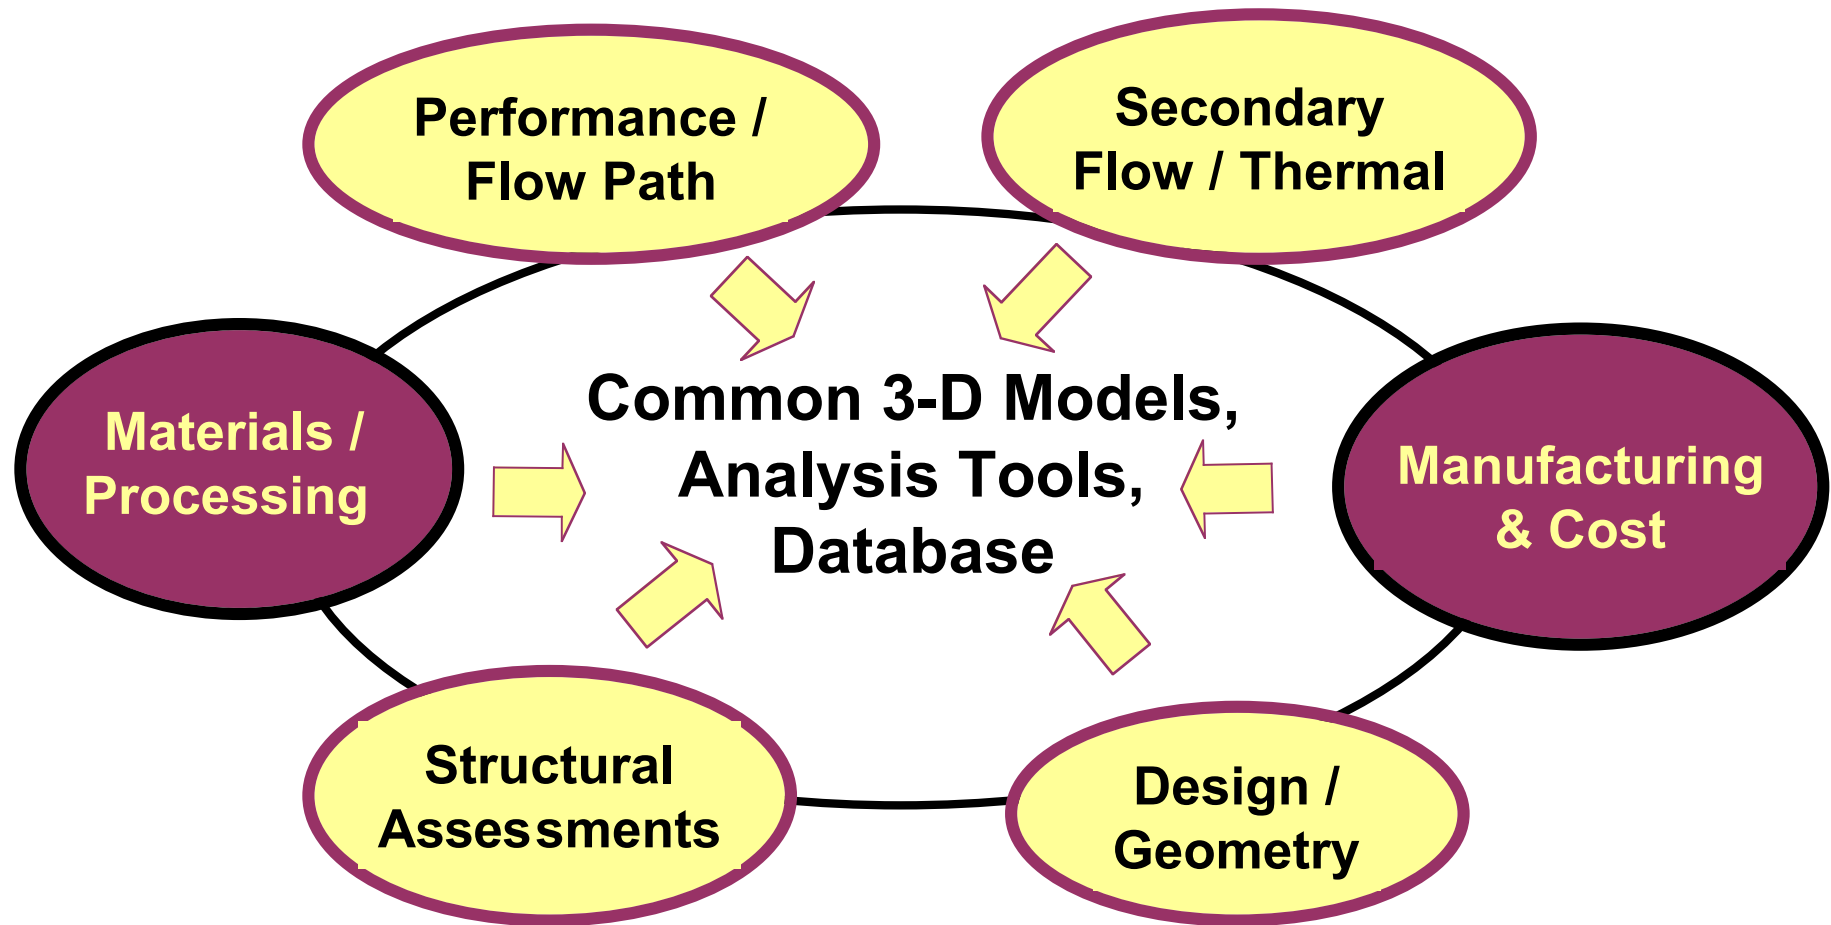 Performance /
Flow Path
Secondary
Flow / Thermal
Materials /
Processing
Common 3-D Models,
Analysis Tools,
Database
Manufacturing
& Cost
Structural
Assessments
Design /
Geometry